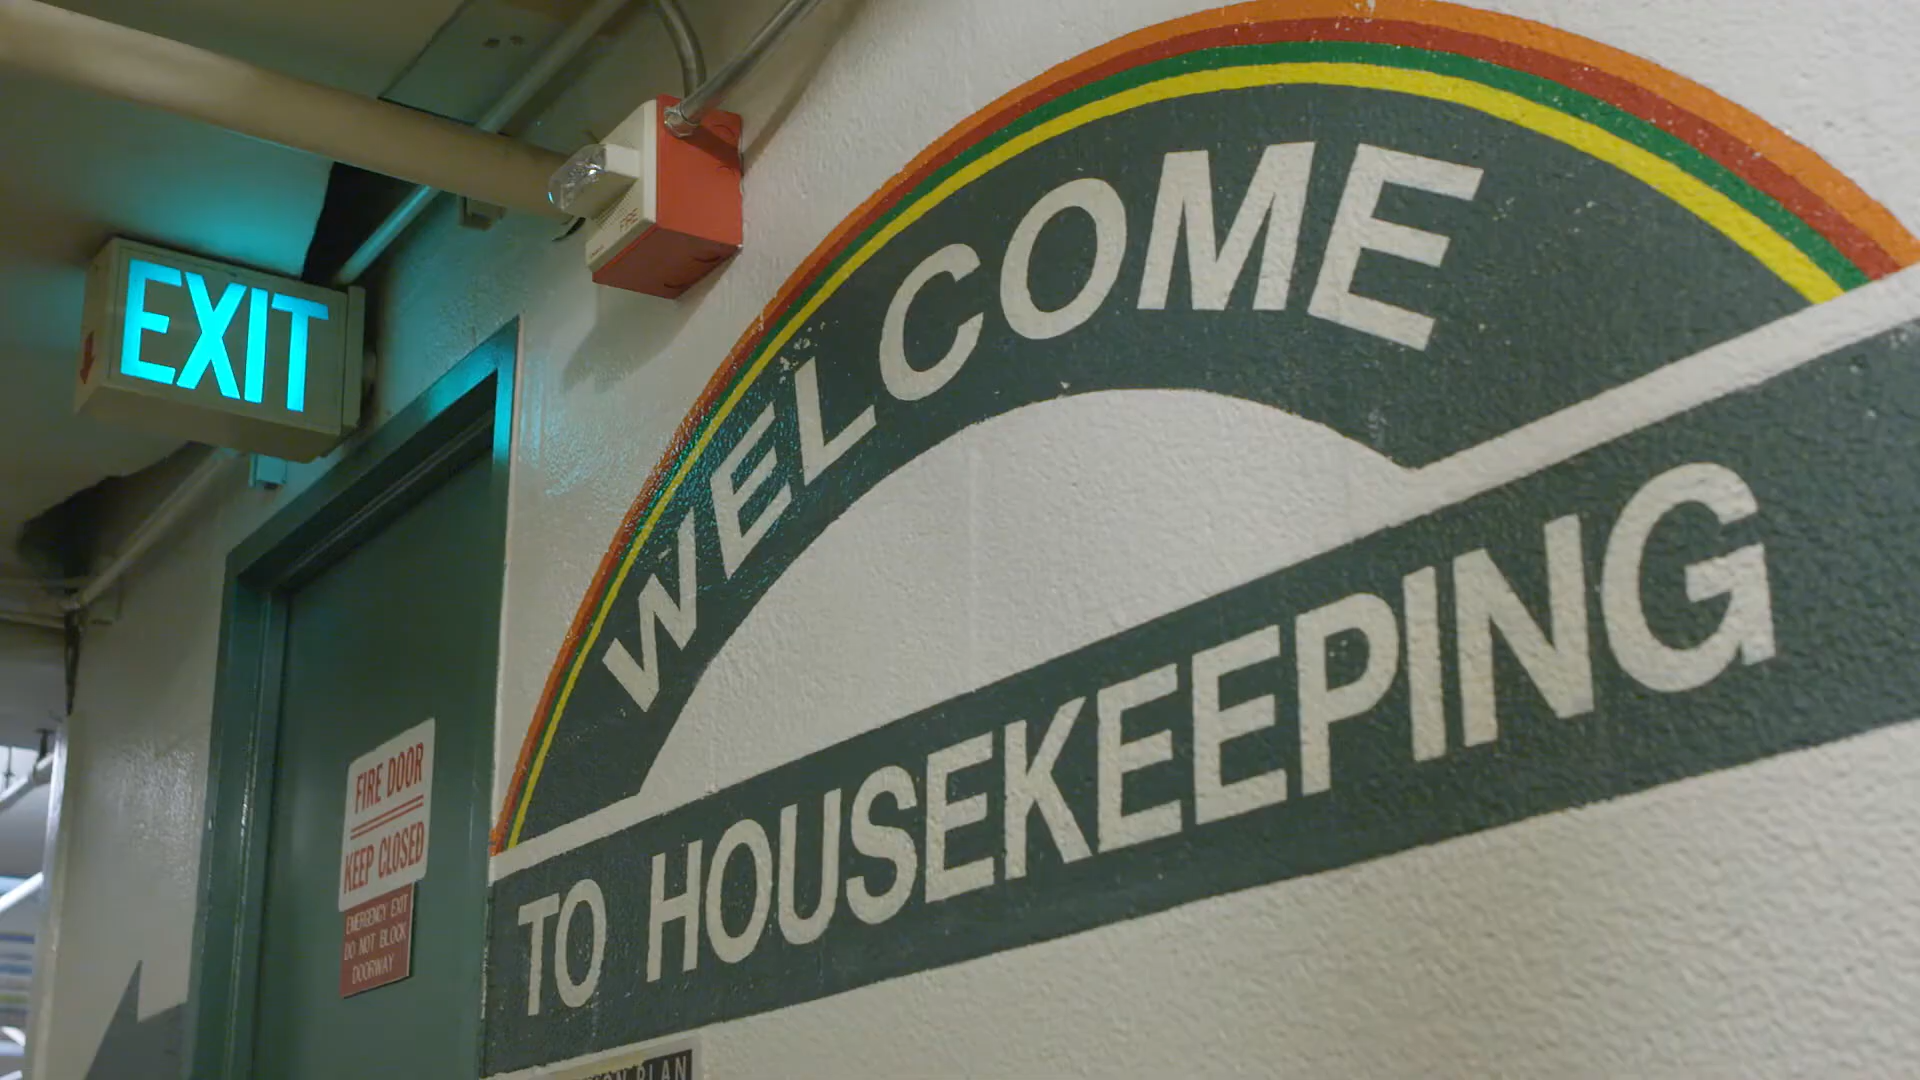 EXIT
FIRE
WELCOME
TO HOUSEKEEPING
FIRE DOOR
KEEP CLOSED
EMERGENCY EXIT
DO NOT BLOCK
DOORWAY
PLAN